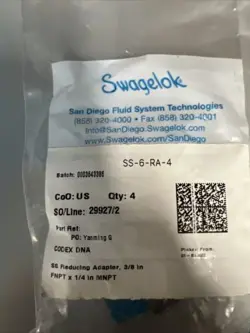 Swagelok
San Diego Fluid System Technologies
(858) 320-4000 • Fax (858) 320-4001
Info@SanDiego.Swagelok.com
www.swagelok.com/SanDiego
SS-6-RA-4
Batch:
CoO: US Qty: 4
SO/Line: 29927/2
Part Ref:
PO: Yanming G
CODEX DNA
SS Reducing Adapter, 3/8 in
FNPT x 1/4 in MNPT